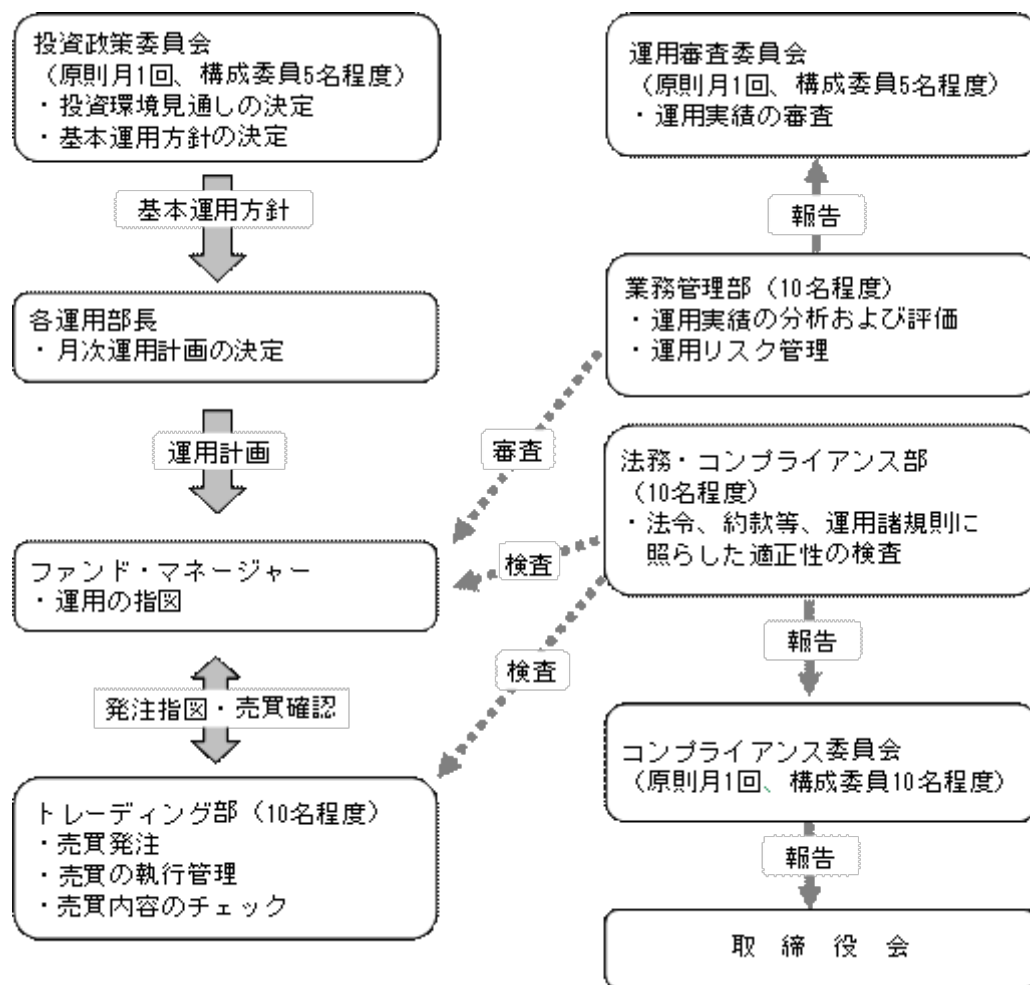 投資政策委員会
（原則月1回、構成委員5名程度）
・投資環境見通しの決定
・基本運用方針の決定
基本運用方針
各運用部長
・月次運用計画の決定
運用計画
ファンド・マネージャー
・運用の指図
発注指図・売買確認
トレーディング部（10名程度）
・売買発注
・売買の執行管理
・売買内容のチェック
審査
検査
検査
運用審査委員会
（原則月1回、構成委員5名程度）
・運用実績の審査
報告
業務管理部（10名程度）
・運用実績の分析および評価
・運用リスク管理
法務・コンプライアンス部
（10名程度）
・法令、約款等、運用諸規則に
照らした適正性の検査
報告
コンプライアンス委員会
（原則月1回、構成委員10名程度）
報告
取締役会